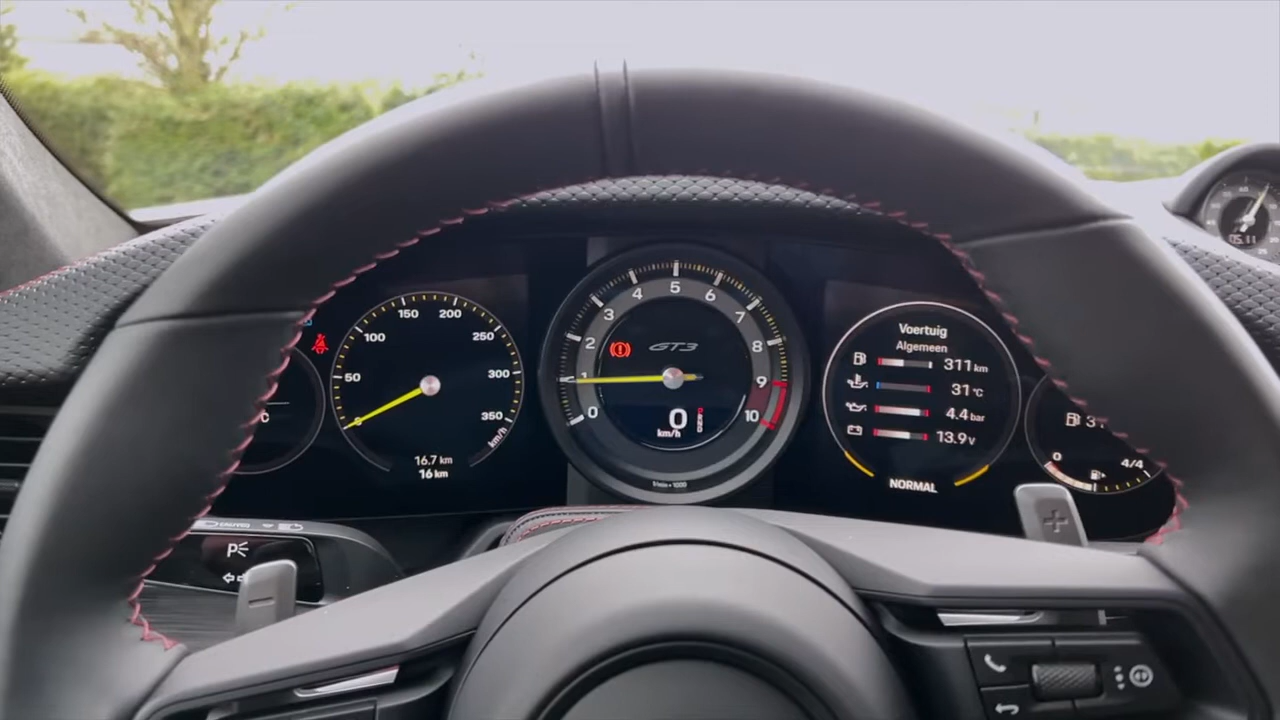 50
100
150
200
250
300
350
km/h
16.7 km
16 km
°C
0
1
2
3
4
5
6
7
8
9
10
GT3
0
km/h
1/min × 1000
Voertuig
Algemeen
311 km
31 °C
4.4 bar
13.9 V
NORMAL
0
4/4
P
05.11